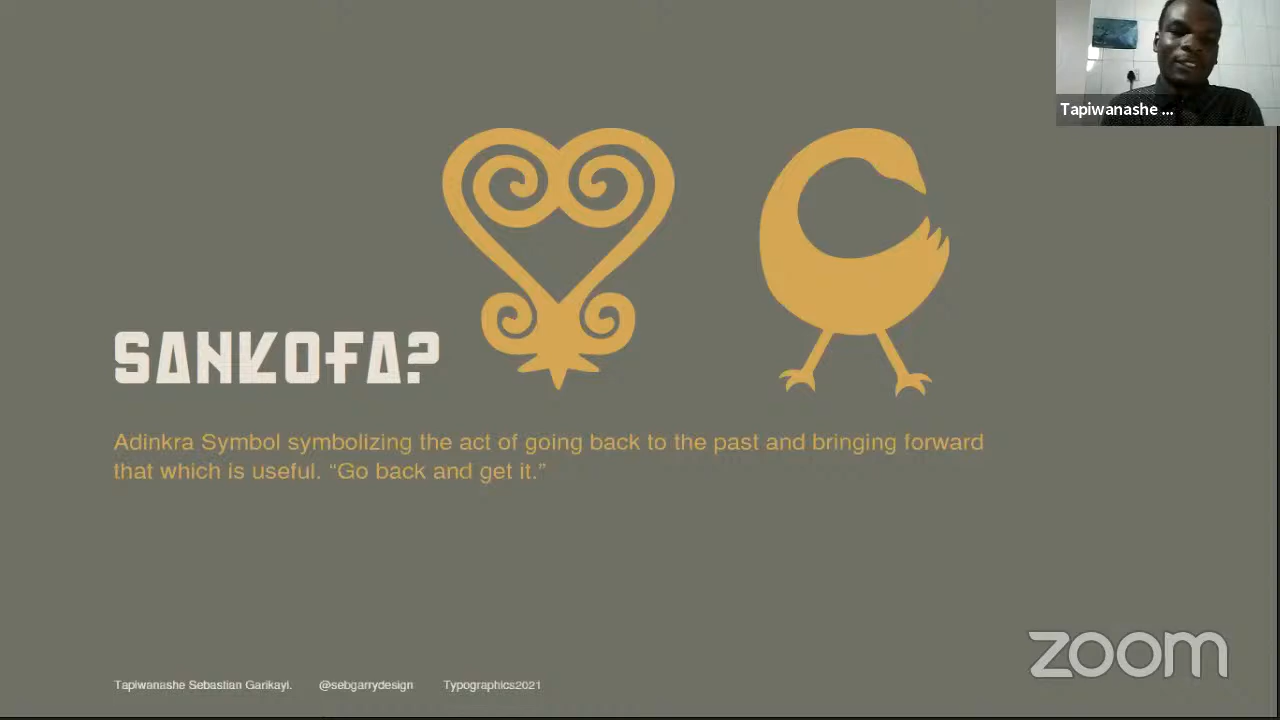 Tapiwanashe ...
SANKOFA?
Adinkra Symbol symbolizing the act of going back to the past and bringing forward
that which is useful. “Go back and get it.”
zoom
Tapiwanashe Sebastian Garikayi. @sebgarrydesign Typographics2021